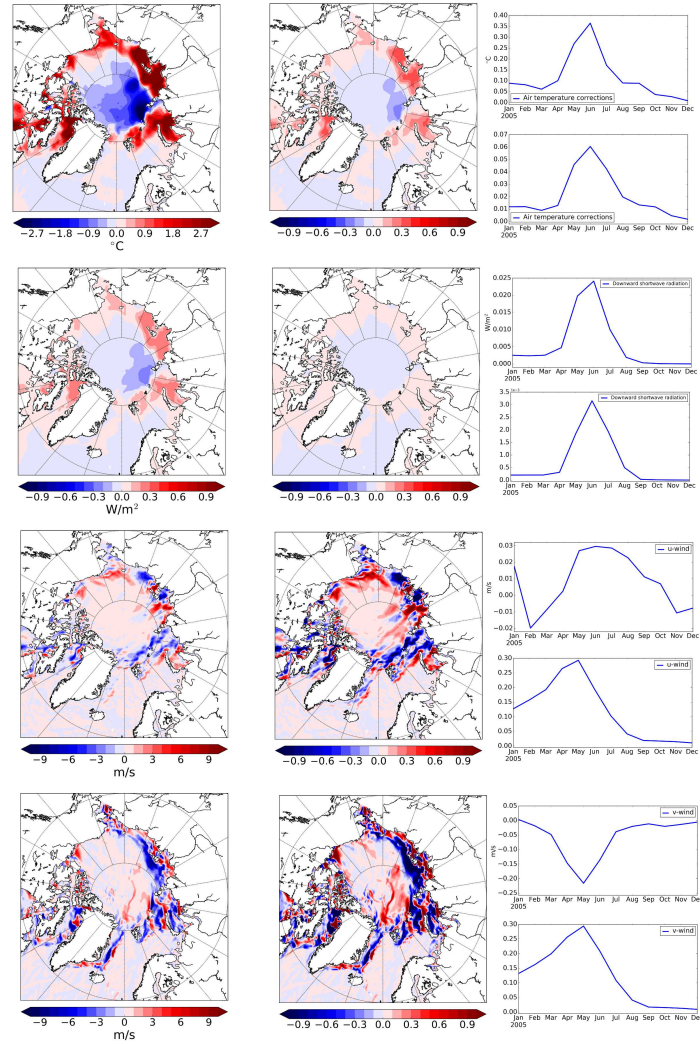 0.40
0.35
0.30
0.25
0.20
0.15
0.10
0.05
0.00
°C
Air temperature corrections
Jan Feb Mar Apr May Jun Jul Aug Sep Oct Nov Dec
2005
0.07
0.06
0.05
0.04
0.03
0.02
0.01
0.00
Air temperature corrections
Jan Feb Mar Apr May Jun Jul Aug Sep Oct Nov Dec
2005
−2.7 −1.8 −0.9 0.0 0.9 1.8 2.7
°C
−0.9 −0.6 −0.3 0.0 0.3 0.6 0.9
0.025
0.020
0.015
0.010
0.005
0.000
W/m²
Downward shortwave radiation
Jan Feb Mar Apr May Jun Jul Aug Sep Oct Nov Dec
2005
3.5
3.0
2.5
2.0
1.5
1.0
0.5
0.0
Downward shortwave radiation
Jan Feb Mar Apr May Jun Jul Aug Sep Oct Nov Dec
2005
−0.9 −0.6 −0.3 0.0 0.3 0.6 0.9
W/m²
−0.9 −0.6 −0.3 0.0 0.3 0.6 0.9
0.03
0.02
0.01
0.00
−0.01
−0.02
m/s
u-wind
Jan Feb Mar Apr May Jun Jul Aug Sep Oct Nov Dec
2005
0.30
0.25
0.20
0.15
0.10
0.05
0.00
u-wind
Jan Feb Mar Apr May Jun Jul Aug Sep Oct Nov Dec
2005
−9 −6 −3 0 3 6 9
m/s
−0.9 −0.6 −0.3 0.0 0.3 0.6 0.9
0.05
0.00
−0.05
−0.10
−0.15
−0.20
−0.25
m/s
v-wind
Jan Feb Mar Apr May Jun Jul Aug Sep Oct Nov Dec
2005
0.30
0.25
0.20
0.15
0.10
0.05
0.00
v-wind
Jan Feb Mar Apr May Jun Jul Aug Sep Oct Nov Dec
2005
−9 −6 −3 0 3 6 9
m/s
−0.9 −0.6 −0.3 0.0 0.3 0.6 0.9